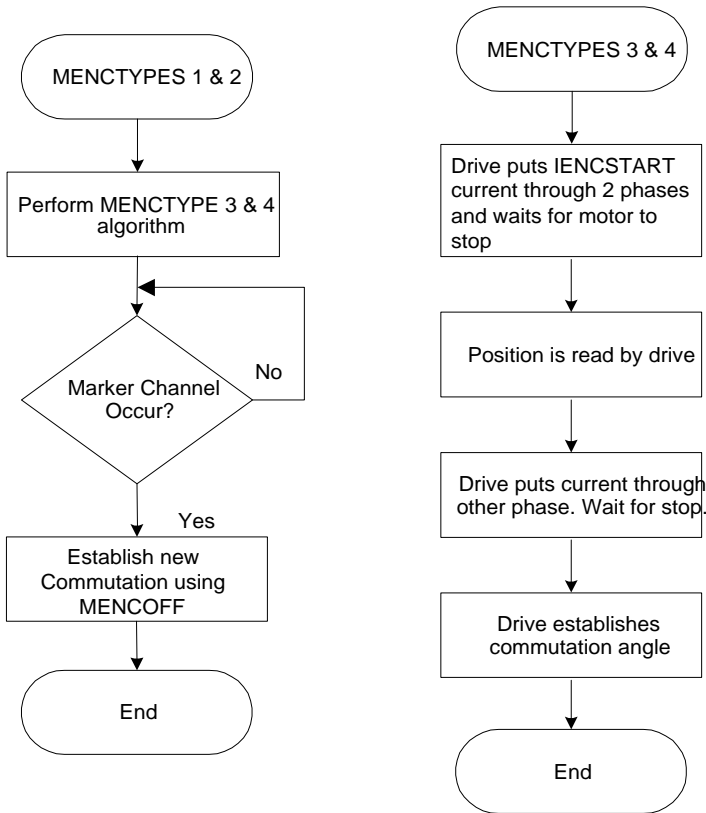 MENCTYPES 1 & 2
Perform MENCTYPE 3 & 4
algorithm
Marker Channel
Occur?
No
Yes
Establish new
Commutation using
MENCOFF
End
MENCTYPES 3 & 4
Drive puts IENCSTART
current through 2 phases
and waits for motor to
stop
Position is read by drive
Drive puts current through
other phase. Wait for stop.
Drive establishes
commutation angle
End